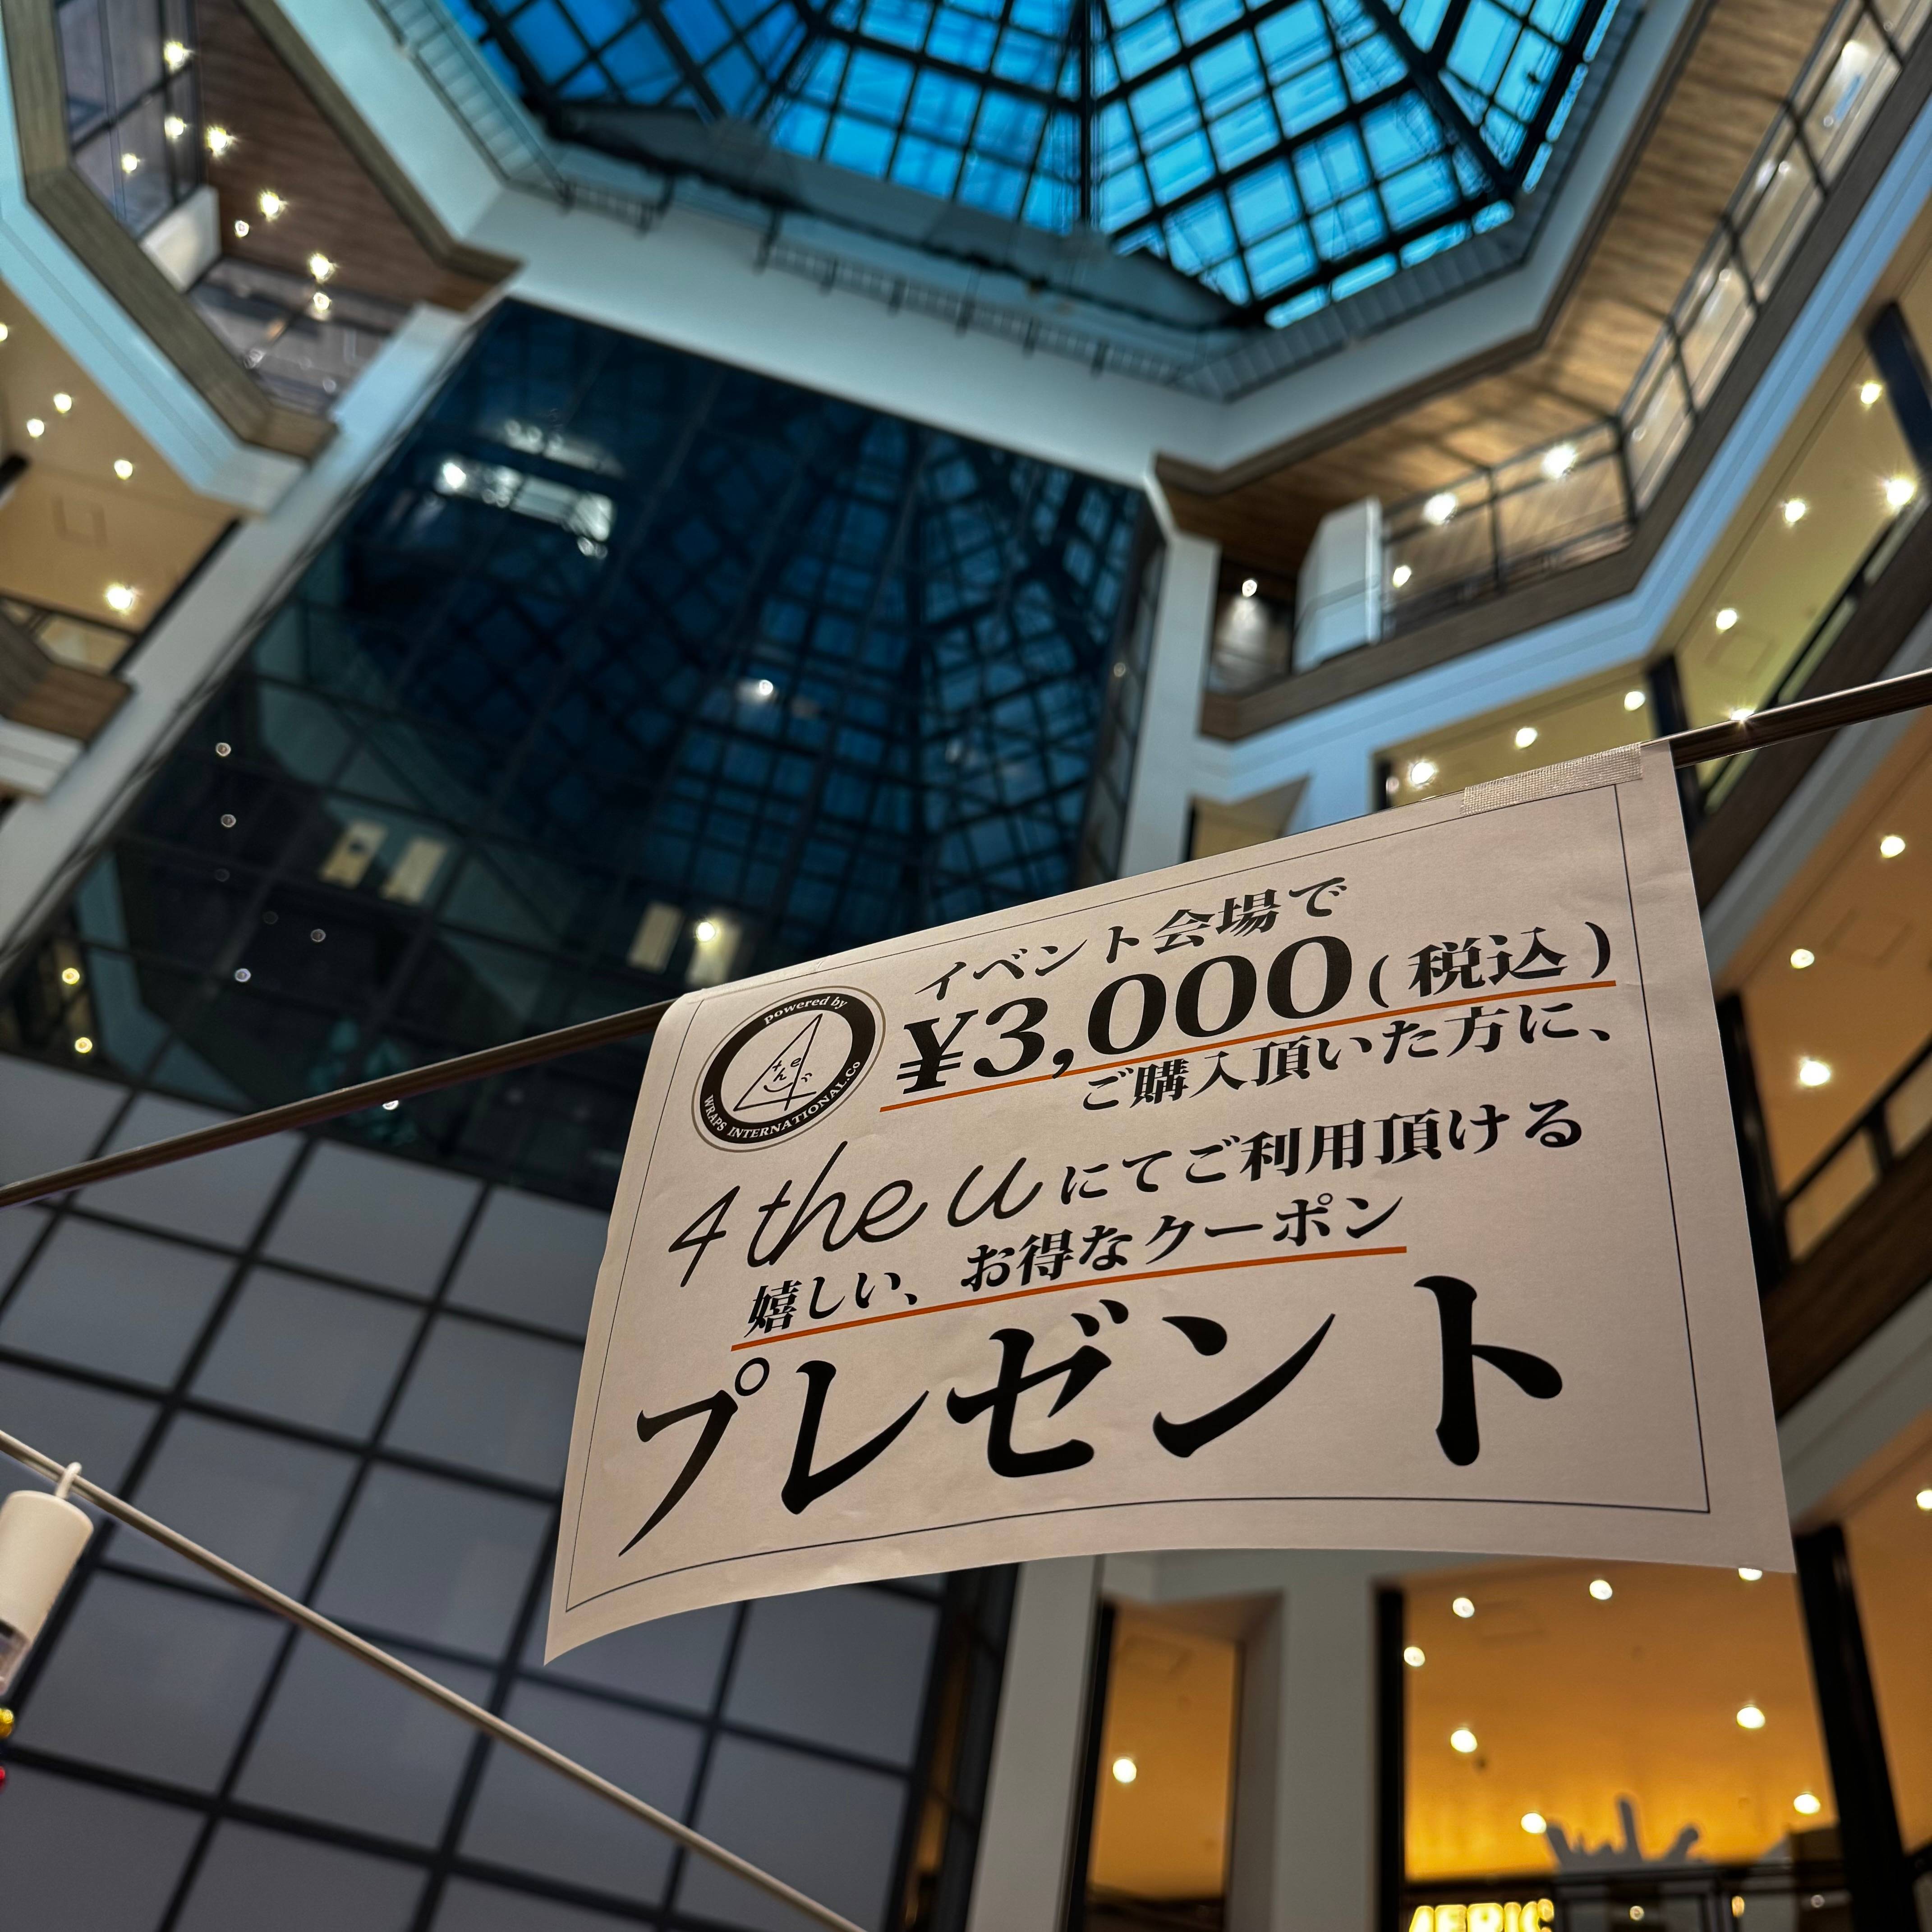 powered by
WRAPS INTERNATIONAL.Co
イベント会場で
¥3,000(税込)
ご購入頂いた方に、
4 the uにてご利用頂ける
嬉しい、お得なクーポン
プレゼント